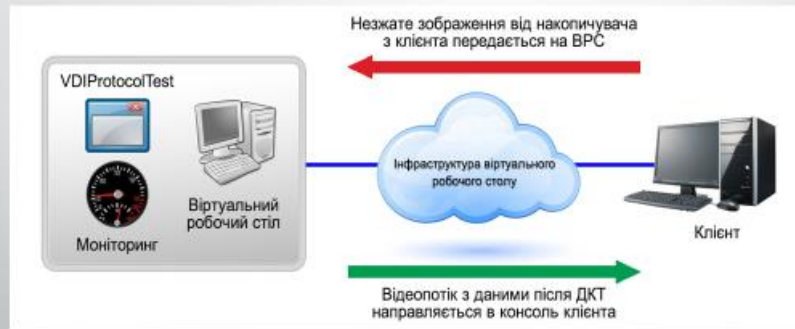 Незжате зображення від накопичувача
з клієнта передається на ВРС
VDIProtocolTest
Віртуальний
робочий стіл
Моніторинг
Інфраструктура віртуального
робочого столу
Клієнт
Відеопотік з даними після ДКТ
направляється в консоль клієнта